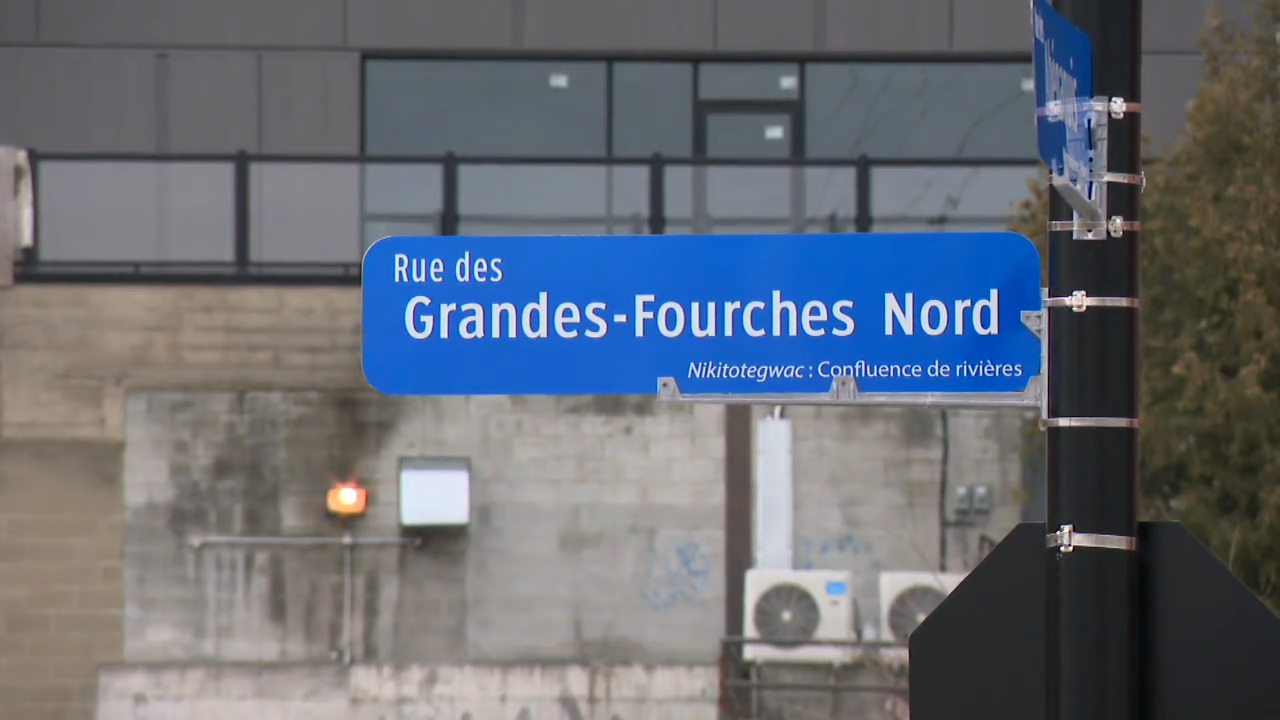 Rue des
Grandes-Fourches Nord
Nikitotegwac : Confluence de rivières